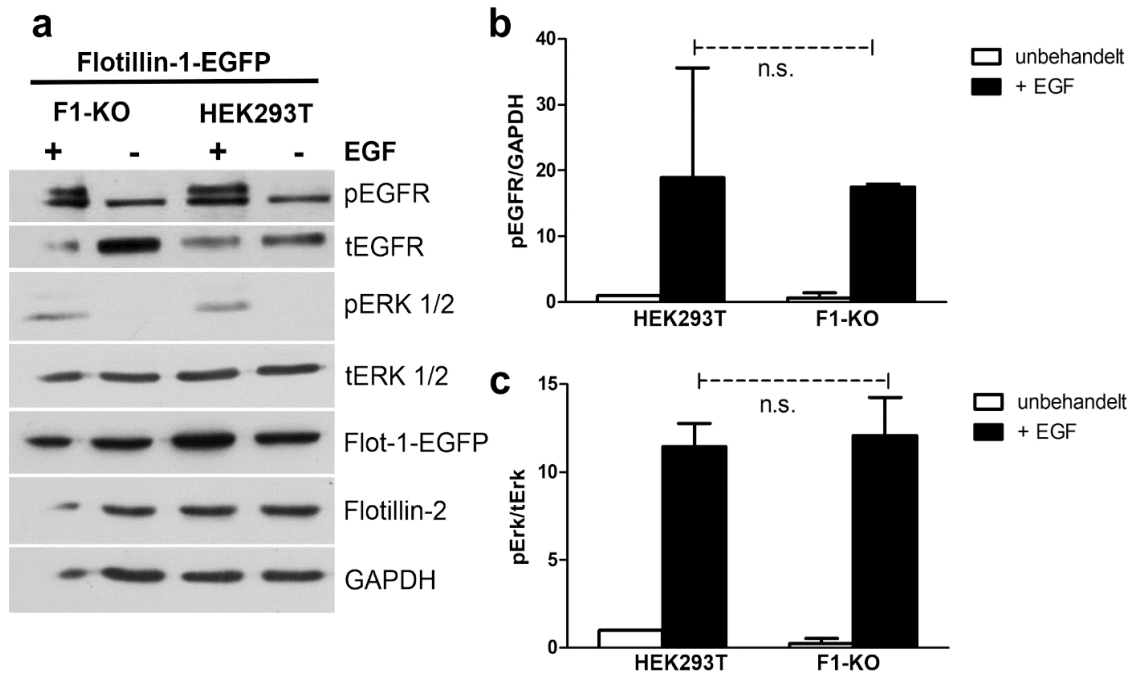 a
Flotillin-1-EGFP
F1-KO HEK293T
+ - + - EGF
pEGFR
tEGFR
pERK 1/2
tERK 1/2
Flot-1-EGFP
Flotillin-2
GAPDH
b
40
30
20
10
0
pEGFR/GAPDH
n.s.
HEK293T F1-KO
unbehandelt
+ EGF
c
15
10
5
0
pErk/tErk
n.s.
HEK293T F1-KO
unbehandelt
+ EGF